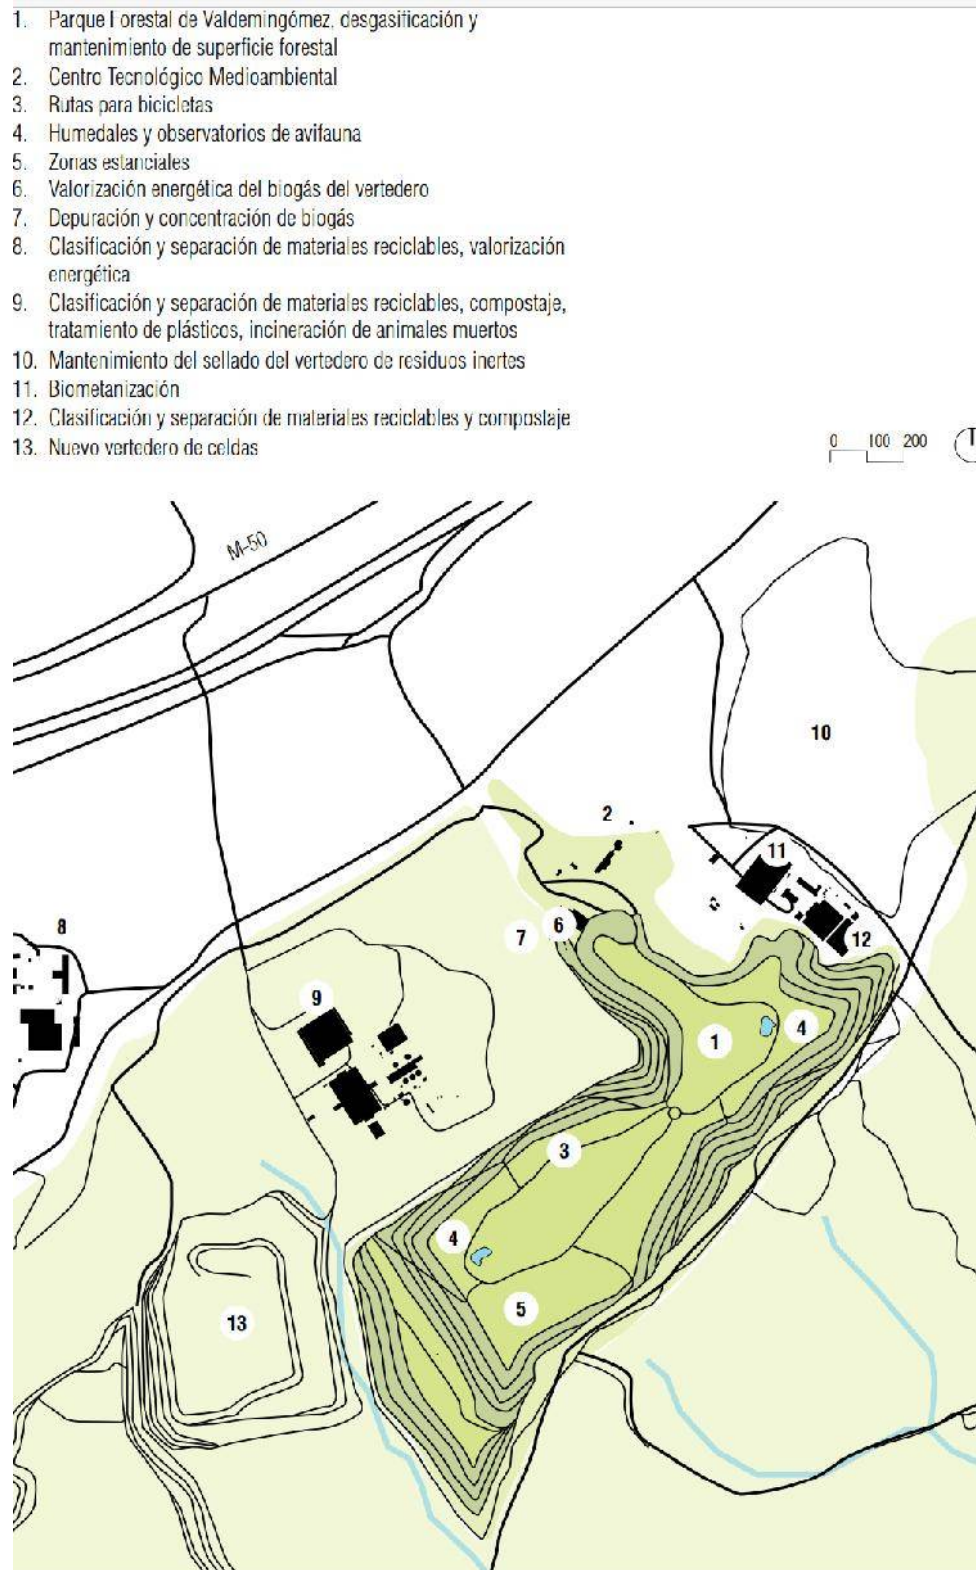 1. Parque Forestal de Valdemingómez, desgasificación y
mantenimiento de superficie forestal
2. Centro Tecnológico Medioambiental
3. Rutas para bicicletas
4. Humedales y observatorios de avifauna
5. Zonas estanciales
6. Valorización energética del biogás del vertedero
7. Depuración y concentración de biogás
8. Clasificación y separación de materiales reciclables, valorización
energética
9. Clasificación y separación de materiales reciclables, compostaje,
tratamiento de plásticos, incineración de animales muertos
10. Mantenimiento del sellado del vertedero de residuos inertes
11. Biometanización
12. Clasificación y separación de materiales reciclables y compostaje
13. Nuevo vertedero de celdas
0 100 200
M-50
10
2
11
8
6
7
12
9
1
4
3
4
5
13